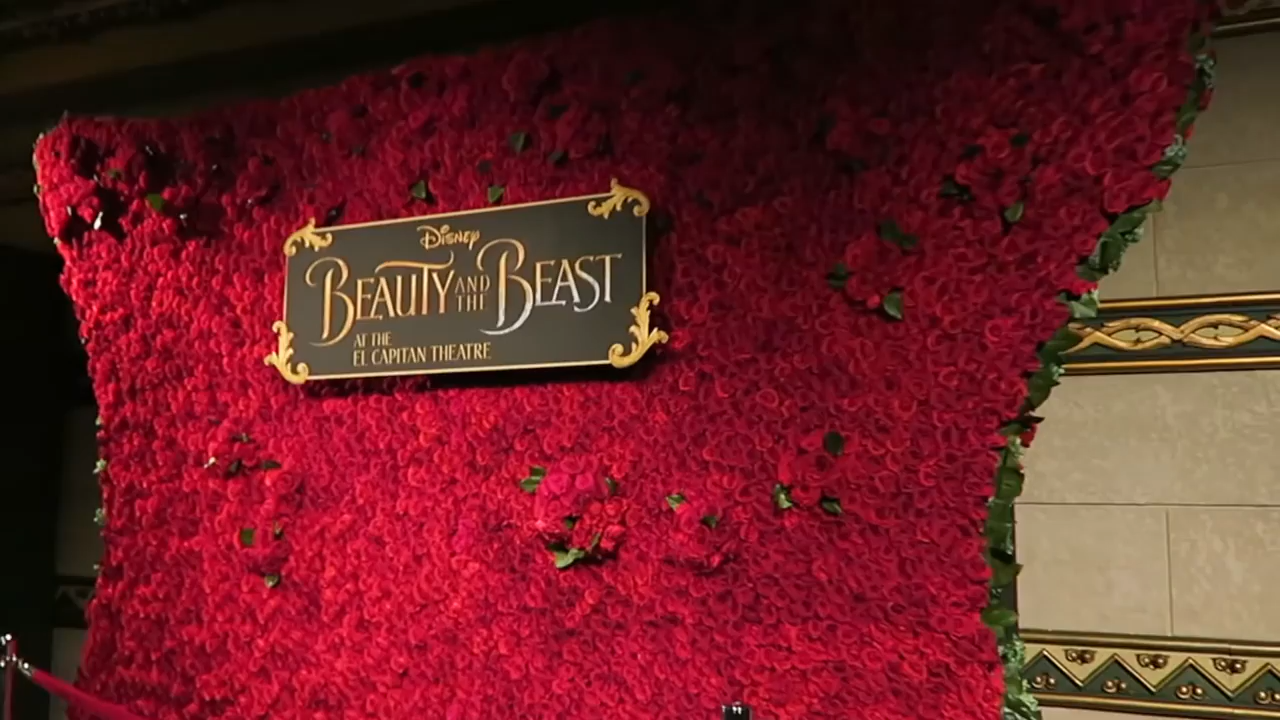 Disney
BEAUTY AND THE BEAST
AT THE
EL CAPITAN THEATRE